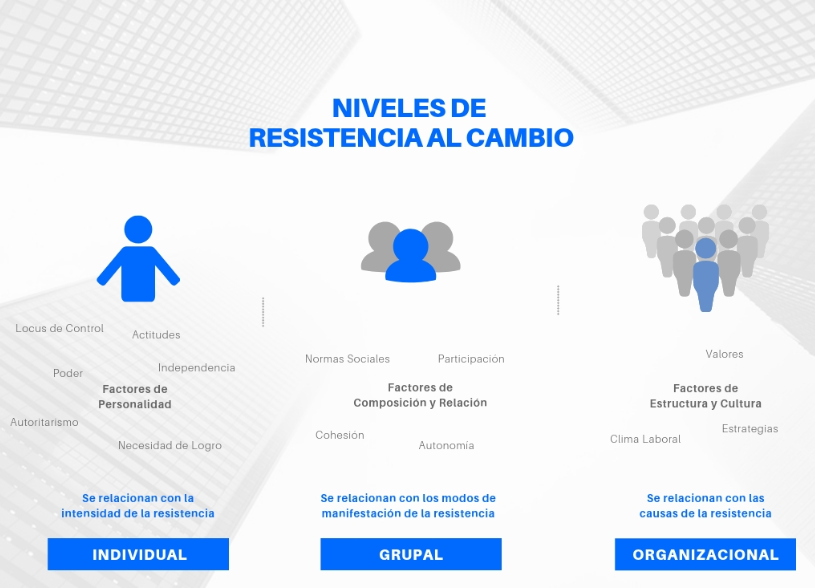 NIVELES DE
RESISTENCIA AL CAMBIO
Locus de Control
Actitudes
Poder
Independencia
Factores de
Personalidad
Autoritarismo
Necesidad de Logro
Se relacionan con la
intensidad de la resistencia
INDIVIDUAL
Normas Sociales
Participación
Factores de
Composición y Relación
Cohesión
Autonomía
Se relacionan con los modos de
manifestación de la resistencia
GRUPAL
Valores
Factores de
Estructura y Cultura
Clima Laboral
Estrategias
Se relacionan con las
causas de la resistencia
ORGANIZACIONAL